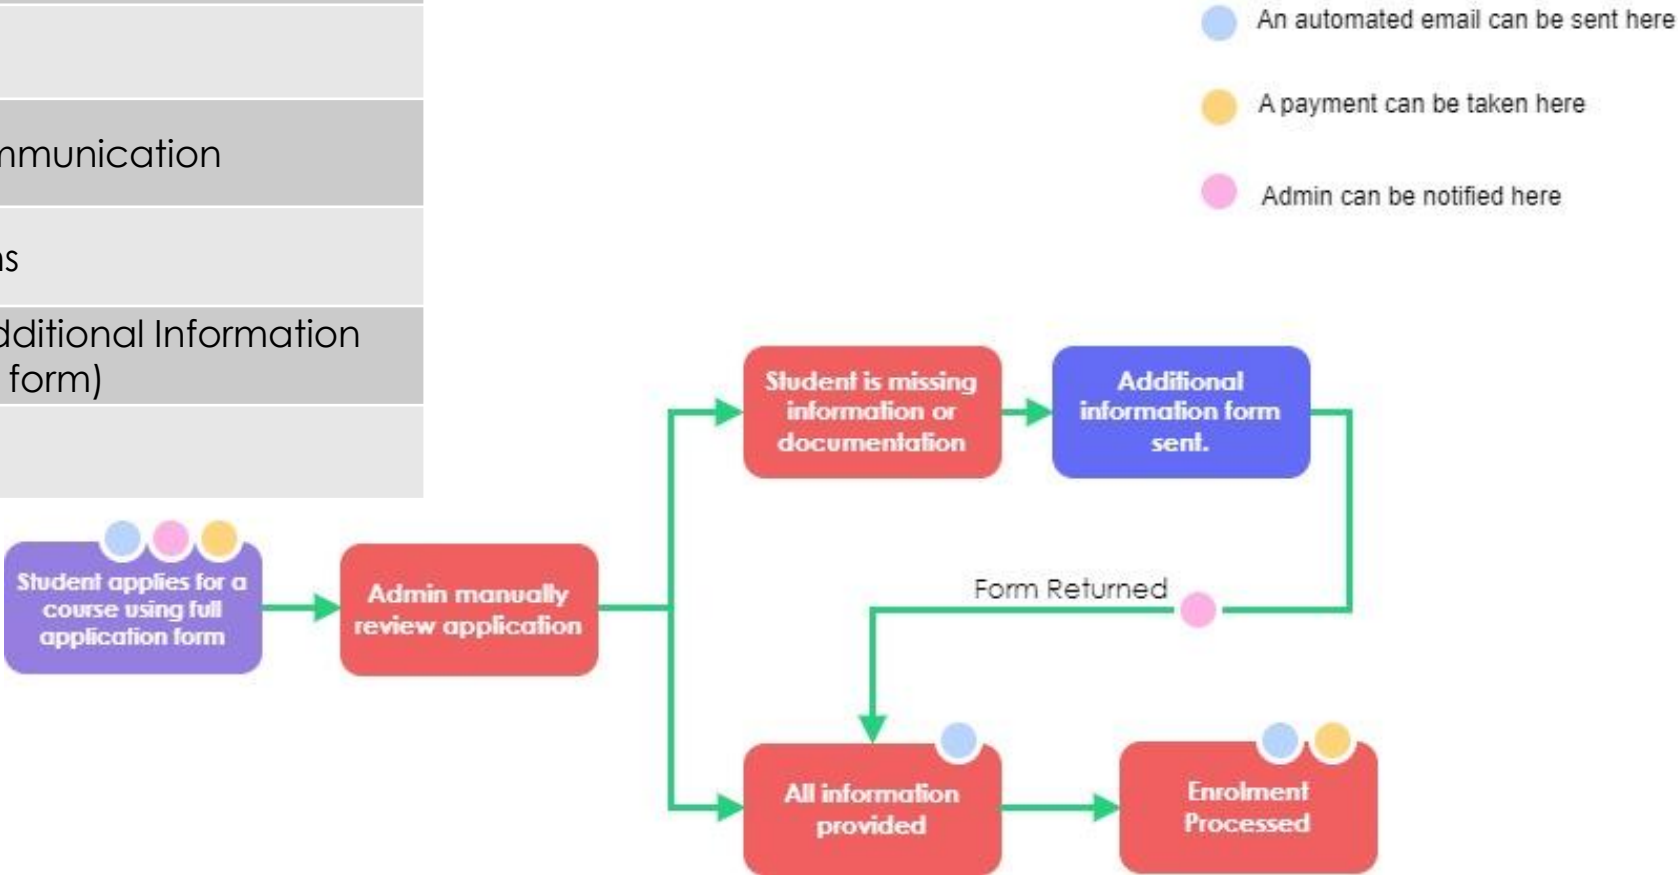 mmunication
ns
dditional Information
form)
An automated email can be sent here
A payment can be taken here
Admin can be notified here
Student is missing
information or
documentation
Additional
information form
sent.
Student applies for a
course using full
application form
Admin manually
review application
Form Returned
All information
provided
Enrolment
Processed